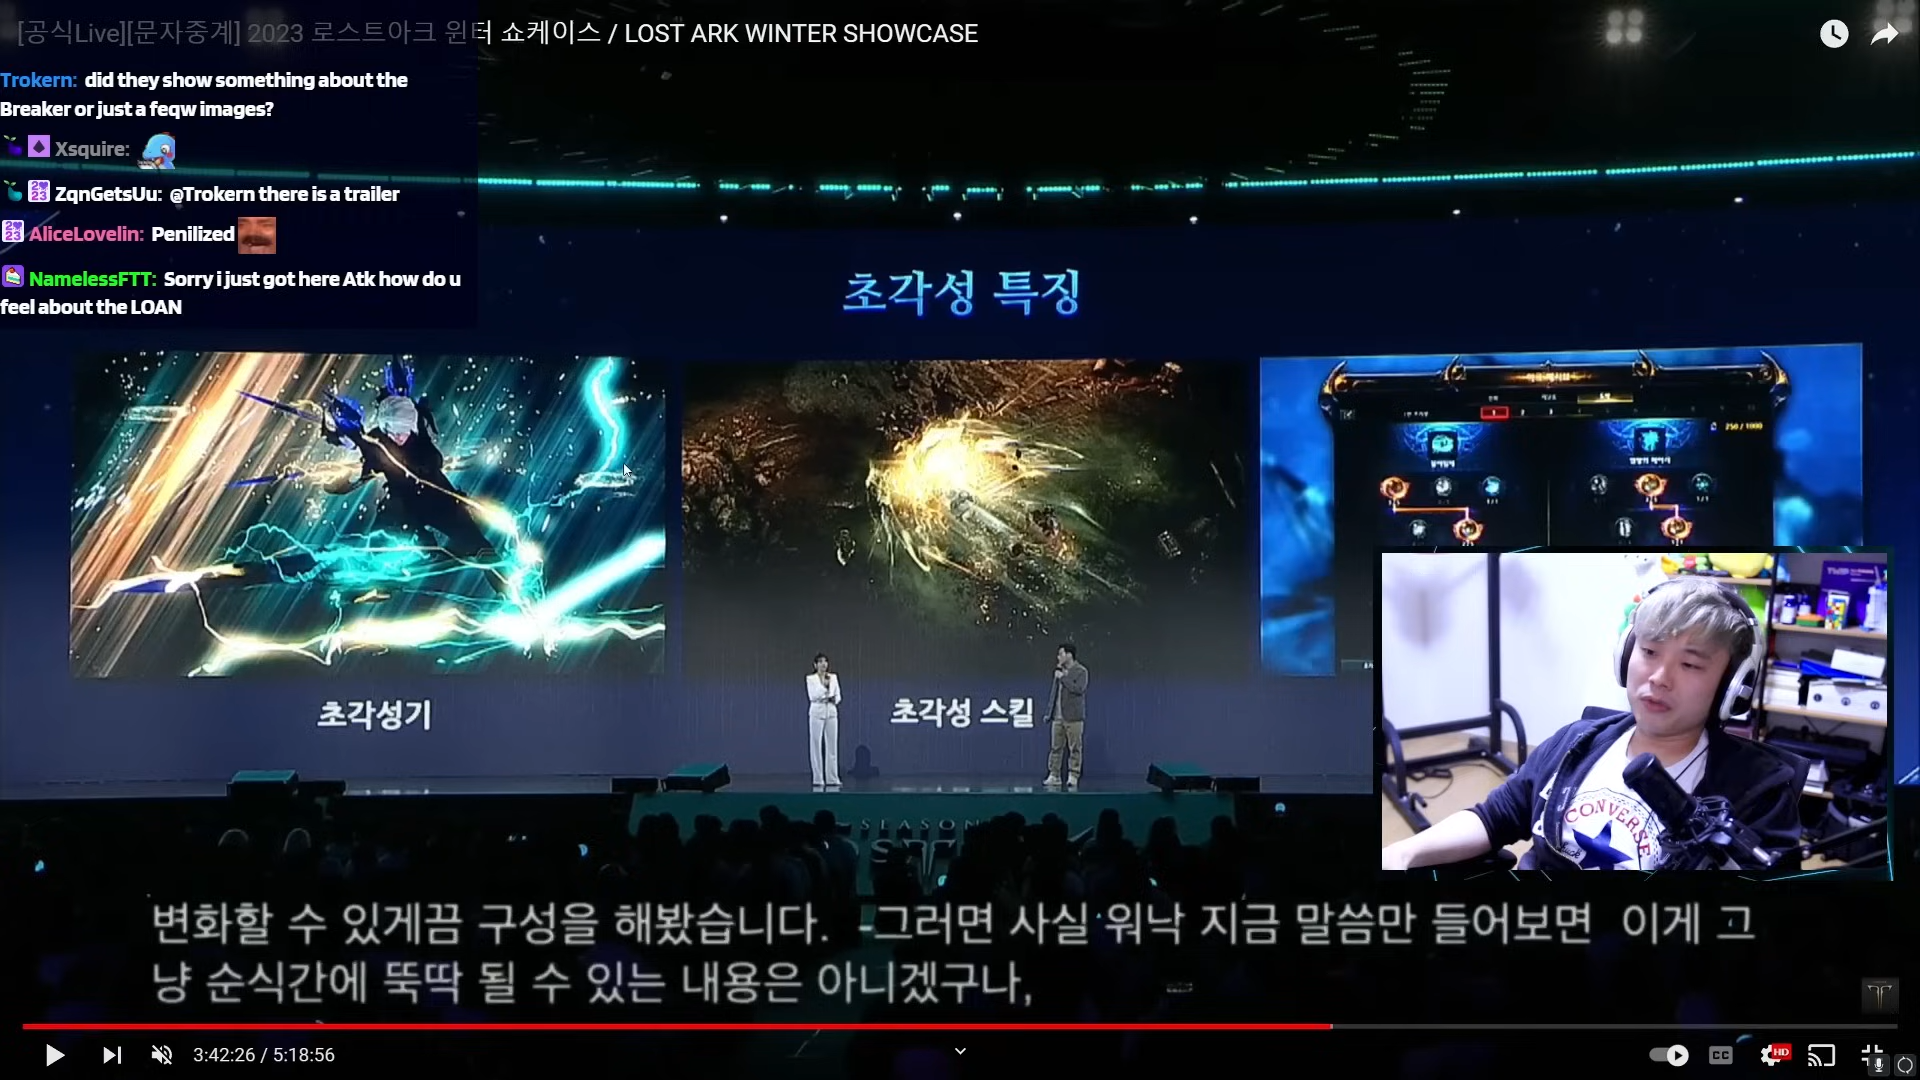 [공식Live][문자중계] 2023 로스트아크 윈터 쇼케이스 / LOST ARK WINTER SHOWCASE
Trokern: did they show something about the
Breaker or just a feqw images?
Xsquire:
ZqnGetsUu: @Trokern there is a trailer
AliceLovelin: Penilized
NamelessFTT: Sorry i just got here Atk how do u
feel about the LOAN
초각성 특징
250 / 1000
초각성기
초각성 스킬
CONVERSE
SEASON
변화할 수 있게끔 구성을 해봤습니다. -그러면 사실 워낙 지금 말씀만 들어보면 이게 그
냥 순식간에 뚝딱 될 수 있는 내용은 아니겠구나,
3:42:26 / 5:18:56
CC
HD